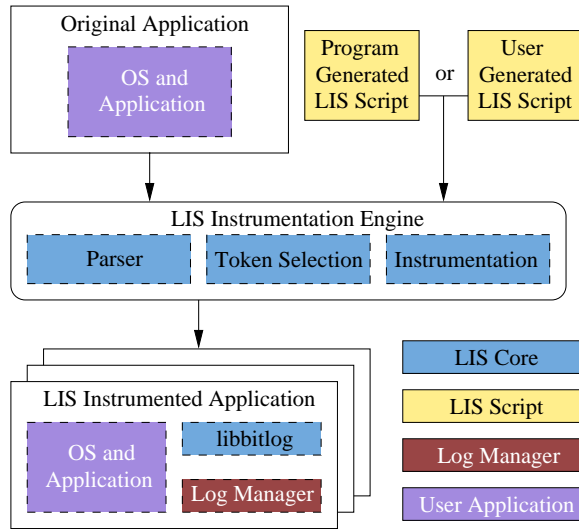 Original Application
OS and
Application
Program
Generated
LIS Script
or
User
Generated
LIS Script
LIS Instrumentation Engine
Parser
Token Selection
Instrumentation
LIS Instrumented Application
OS and
Application
libbitlog
Log Manager
LIS Core
LIS Script
Log Manager
User Application